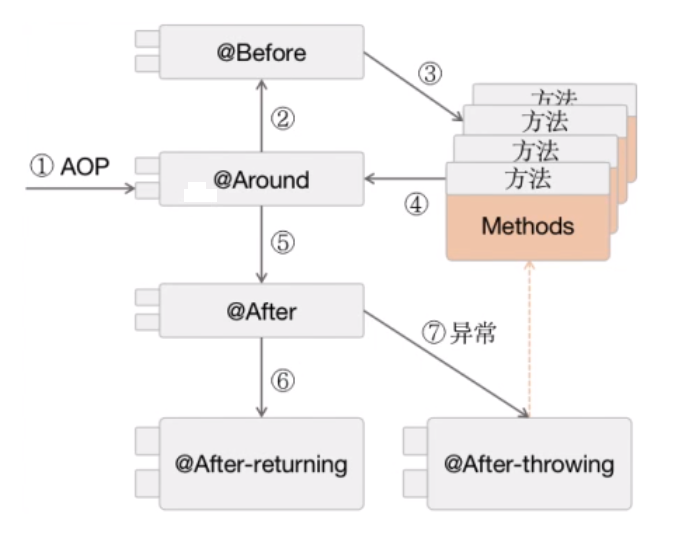 @Before
③
方法
方法
②
方法
① AOP
@Around
方法
④
Methods
⑤
@After
⑦异常
⑥
@After-returning
@After-throwing